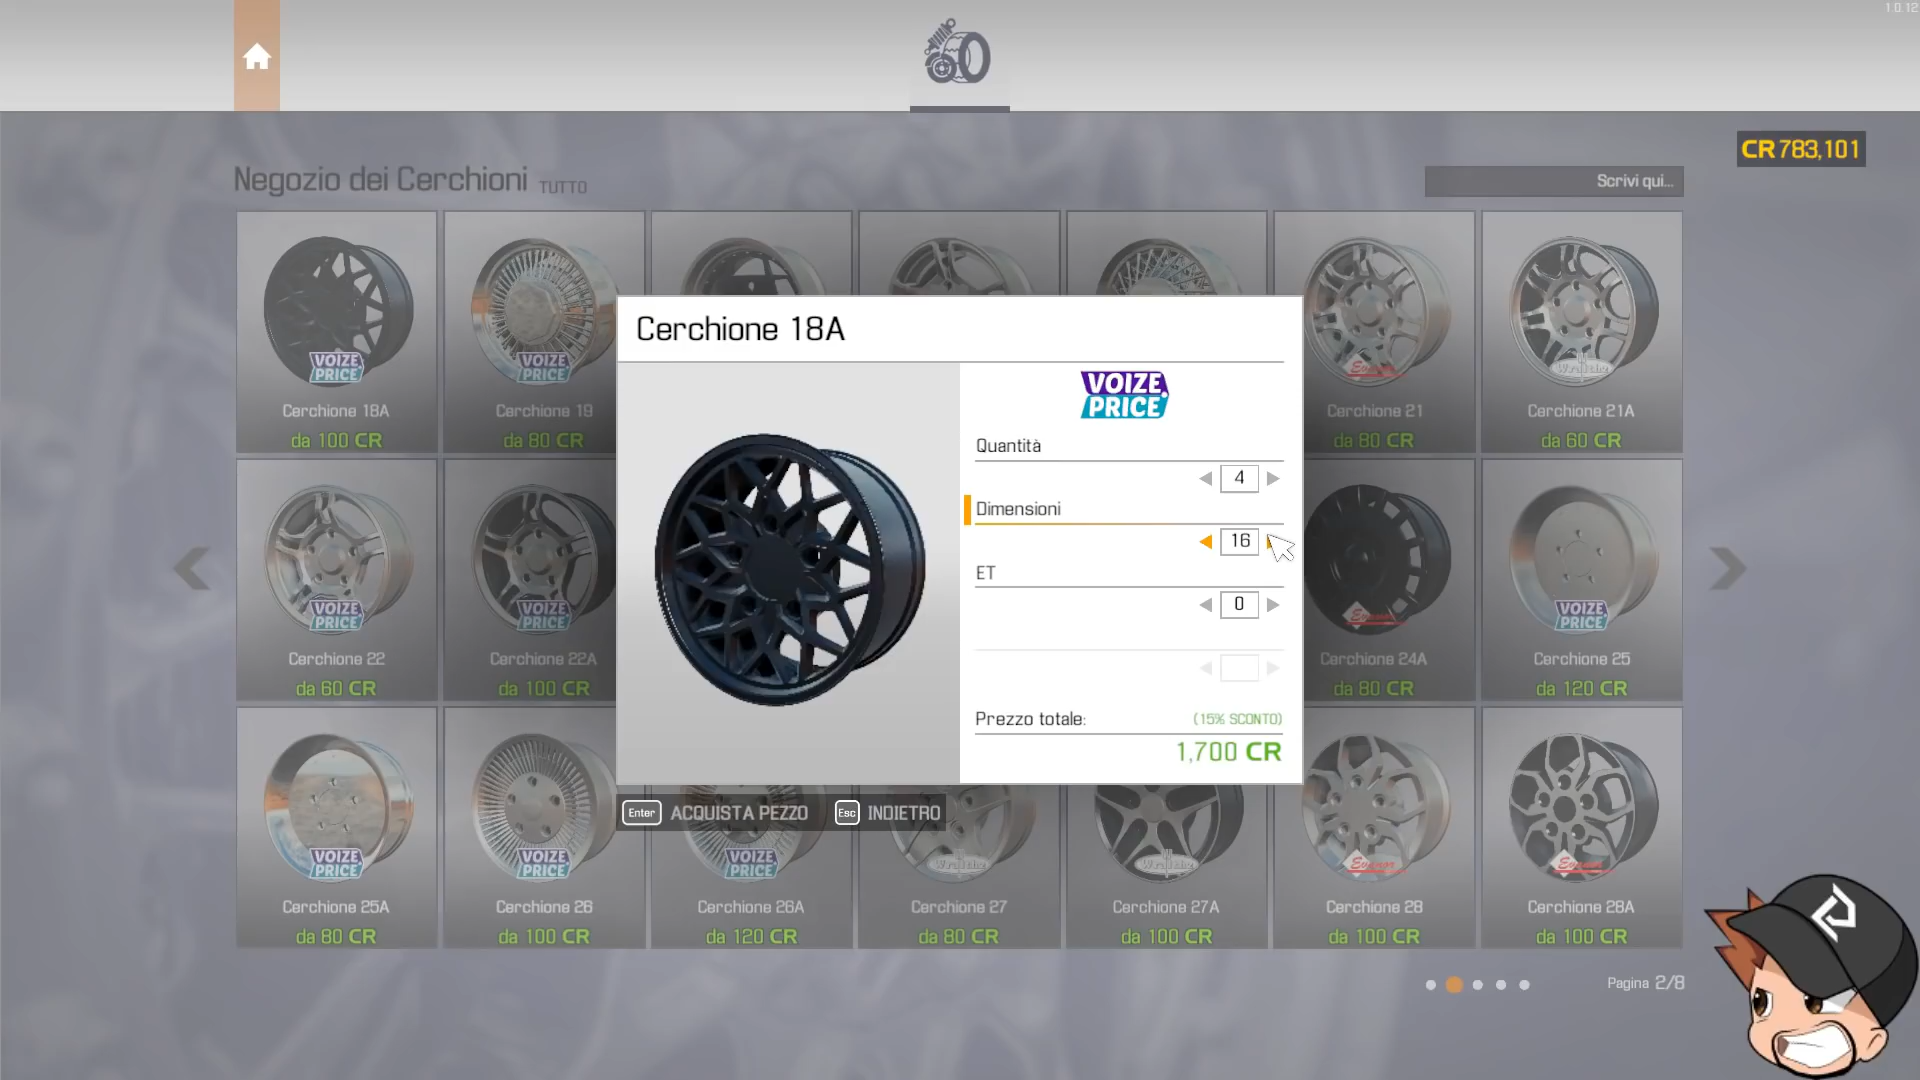 1.0.12
CR 783,101
Negozio dei Cerchioni TUTTO
Scrivi qui...
VOIZE PRICE
Cerchione 18A
da 100 CR
VOIZE PRICE
Cerchione 19
da 80 CR
Evenor
Cerchione 21
da 80 CR
Cerchione 21A
da 60 CR
Cerchione 18A
VOIZE PRICE
Quantità
4
Dimensioni
16
ET
0
Prezzo totale: (15% SCONTO)
1,700 CR
Enter ACQUISTA PEZZO Esc INDIETRO
VOIZE PRICE
Cerchione 22
da 60 CR
VOIZE PRICE
Cerchione 22A
da 100 CR
Cerchione 24A
da 80 CR
VOIZE PRICE
Cerchione 25
da 120 CR
VOIZE PRICE
Cerchione 25A
da 80 CR
VOIZE PRICE
Cerchione 26
da 100 CR
VOIZE PRICE
Cerchione 26A
da 120 CR
Cerchione 27
da 80 CR
Cerchione 27A
da 100 CR
Cerchione 28
da 100 CR
Cerchione 28A
da 100 CR
Pagina 2/8